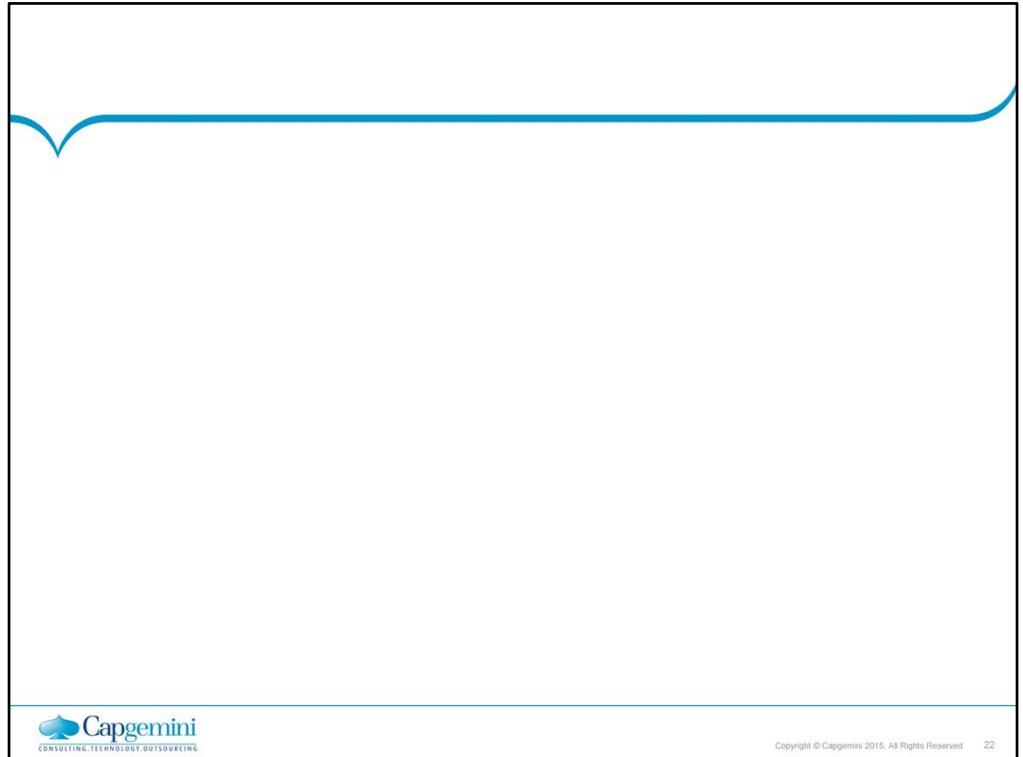 Capgemini
CONSULTING.TECHNOLOGY.OUTSOURCING
Copyright © Capgemini 2015. All Rights Reserved 22